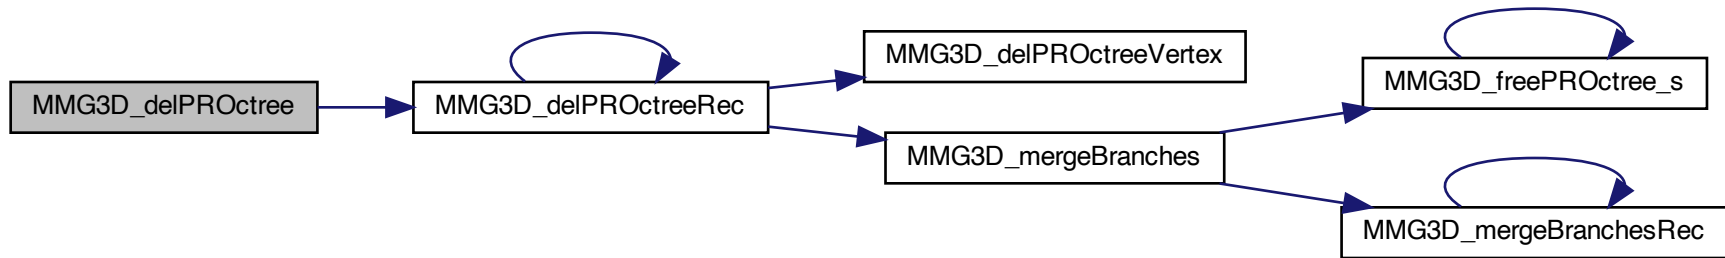 MMG3D_delPROctree
MMG3D_delPROctreeRec
MMG3D_delPROctreeVertex
MMG3D_mergeBranches
MMG3D_freePROctree_s
MMG3D_mergeBranchesRec